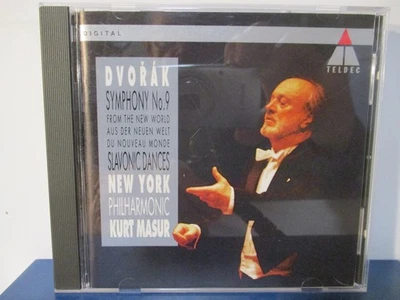 DIGITAL
TELDEC
DVOŘÁK
SYMPHONY No.9
FROM THE NEW WORLD
AUS DER NEUEN WELT
DU NOUVEAU MONDE
SLAVONIC DANCES
NEW YORK
PHILHARMONIC
KURT MASUR